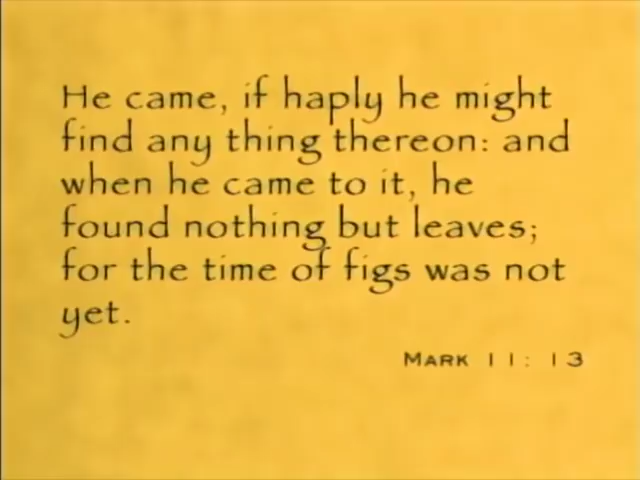 He came, if haply he might
find any thing thereon: and
when he came to it, he
found nothing but leaves;
for the time of figs was not
yet.
Mark 11: 13